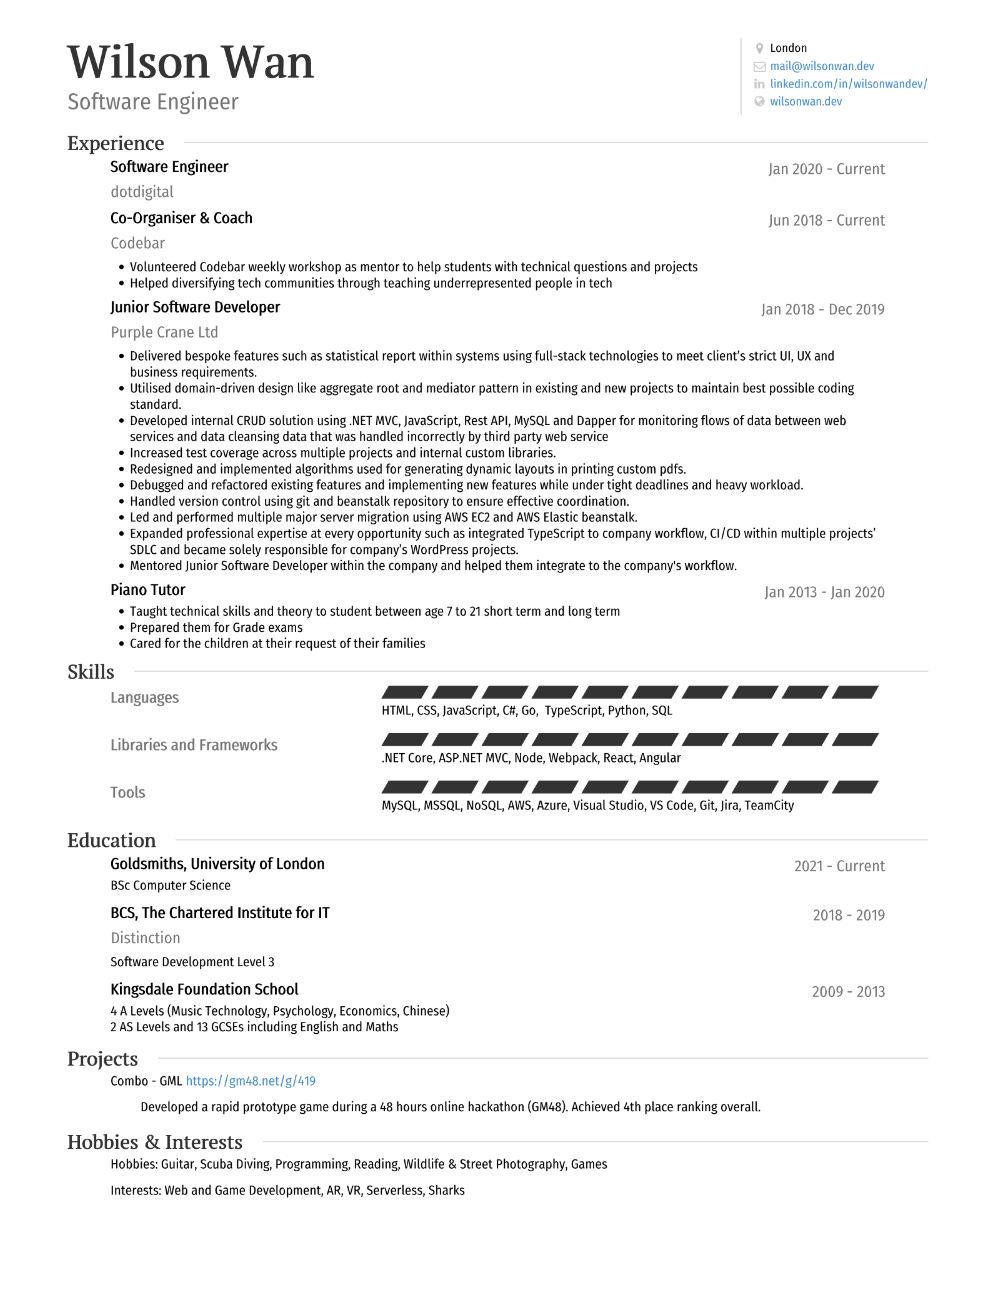 Wilson Wan
Software Engineer
London
mail@wilsonwan.dev
linkedin.com/in/wilsonwandev/
wilsonwan.dev
Experience
Software Engineer
Jan 2020 - Current
dotdigital
Co-Organiser & Coach
Jun 2018 - Current
Codebar
• Volunteered Codebar weekly workshop as mentor to help students with technical questions and projects
• Helped diversifying tech communities through teaching underrepresented people in tech
Junior Software Developer
Jan 2018 - Dec 2019
Purple Crane Ltd
• Delivered bespoke features such as statistical report within systems using full-stack technologies to meet client’s strict UI, UX and
business requirements.
• Utilised domain-driven design like aggregate root and mediator pattern in existing and new projects to maintain best possible coding
standard.
• Developed internal CRUD solution using .NET MVC, JavaScript, Rest API, MySQL and Dapper for monitoring flows of data between web
services and data cleansing data that was handled incorrectly by third party web service
• Increased test coverage across multiple projects and internal custom libraries.
• Redesigned and implemented algorithms used for generating dynamic layouts in printing custom pdfs.
• Debugged and refactored existing features and implementing new features while under tight deadlines and heavy workload.
• Handled version control using git and beanstalk repository to ensure effective coordination.
• Led and performed multiple major server migration using AWS EC2 and AWS Elastic beanstalk.
• Expanded professional expertise at every opportunity such as integrated TypeScript to company workflow, CI/CD within multiple projects’
SDLC and became solely responsible for company’s WordPress projects.
• Mentored Junior Software Developer within the company and helped them integrate to the company's workflow.
Piano Tutor
Jan 2013 - Jan 2020
• Taught technical skills and theory to student between age 7 to 21 short term and long term
• Prepared them for Grade exams
• Cared for the children at their request of their families
Skills
Languages
HTML, CSS, JavaScript, C#, Go, TypeScript, Python, SQL
Libraries and Frameworks
.NET Core, ASP.NET MVC, Node, Webpack, React, Angular
Tools
MySQL, MSSQL, NoSQL, AWS, Azure, Visual Studio, VS Code, Git, Jira, TeamCity
Education
Goldsmiths, University of London
2021 - Current
BSc Computer Science
BCS, The Chartered Institute for IT
2018 - 2019
Distinction
Software Development Level 3
Kingsdale Foundation School
2009 - 2013
4 A Levels (Music Technology, Psychology, Economics, Chinese)
2 AS Levels and 13 GCSEs including English and Maths
Projects
Combo - GML https://gm48.net/g/419
Developed a rapid prototype game during a 48 hours online hackathon (GM48). Achieved 4th place ranking overall.
Hobbies & Interests
Hobbies: Guitar, Scuba Diving, Programming, Reading, Wildlife & Street Photography, Games
Interests: Web and Game Development, AR, VR, Serverless, Sharks